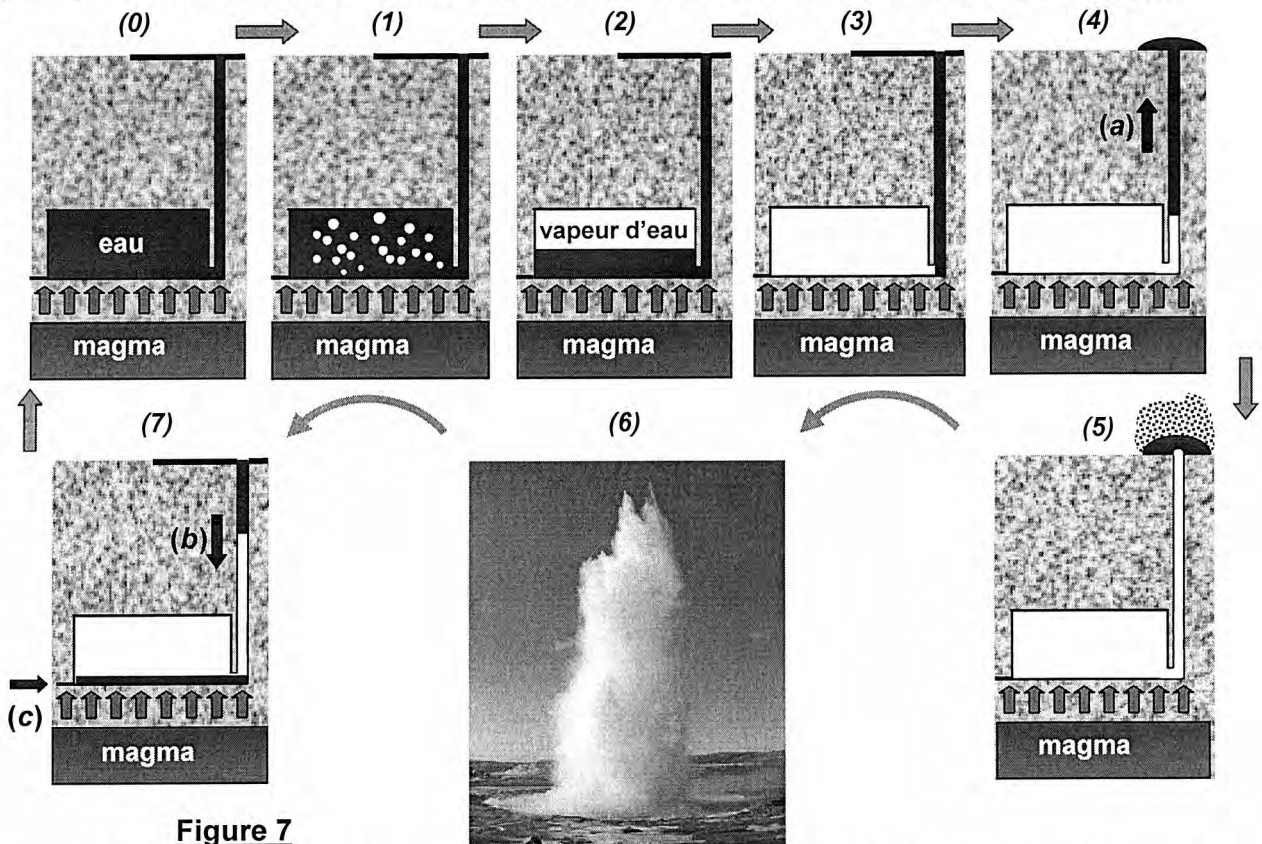 (0)
(1)
(2)
(3)
(4)
(a)
eau
vapeur d'eau
magma
magma
magma
magma
magma
(7)
(6)
(5)
(b)
(c)
magma
magma
Figure 7